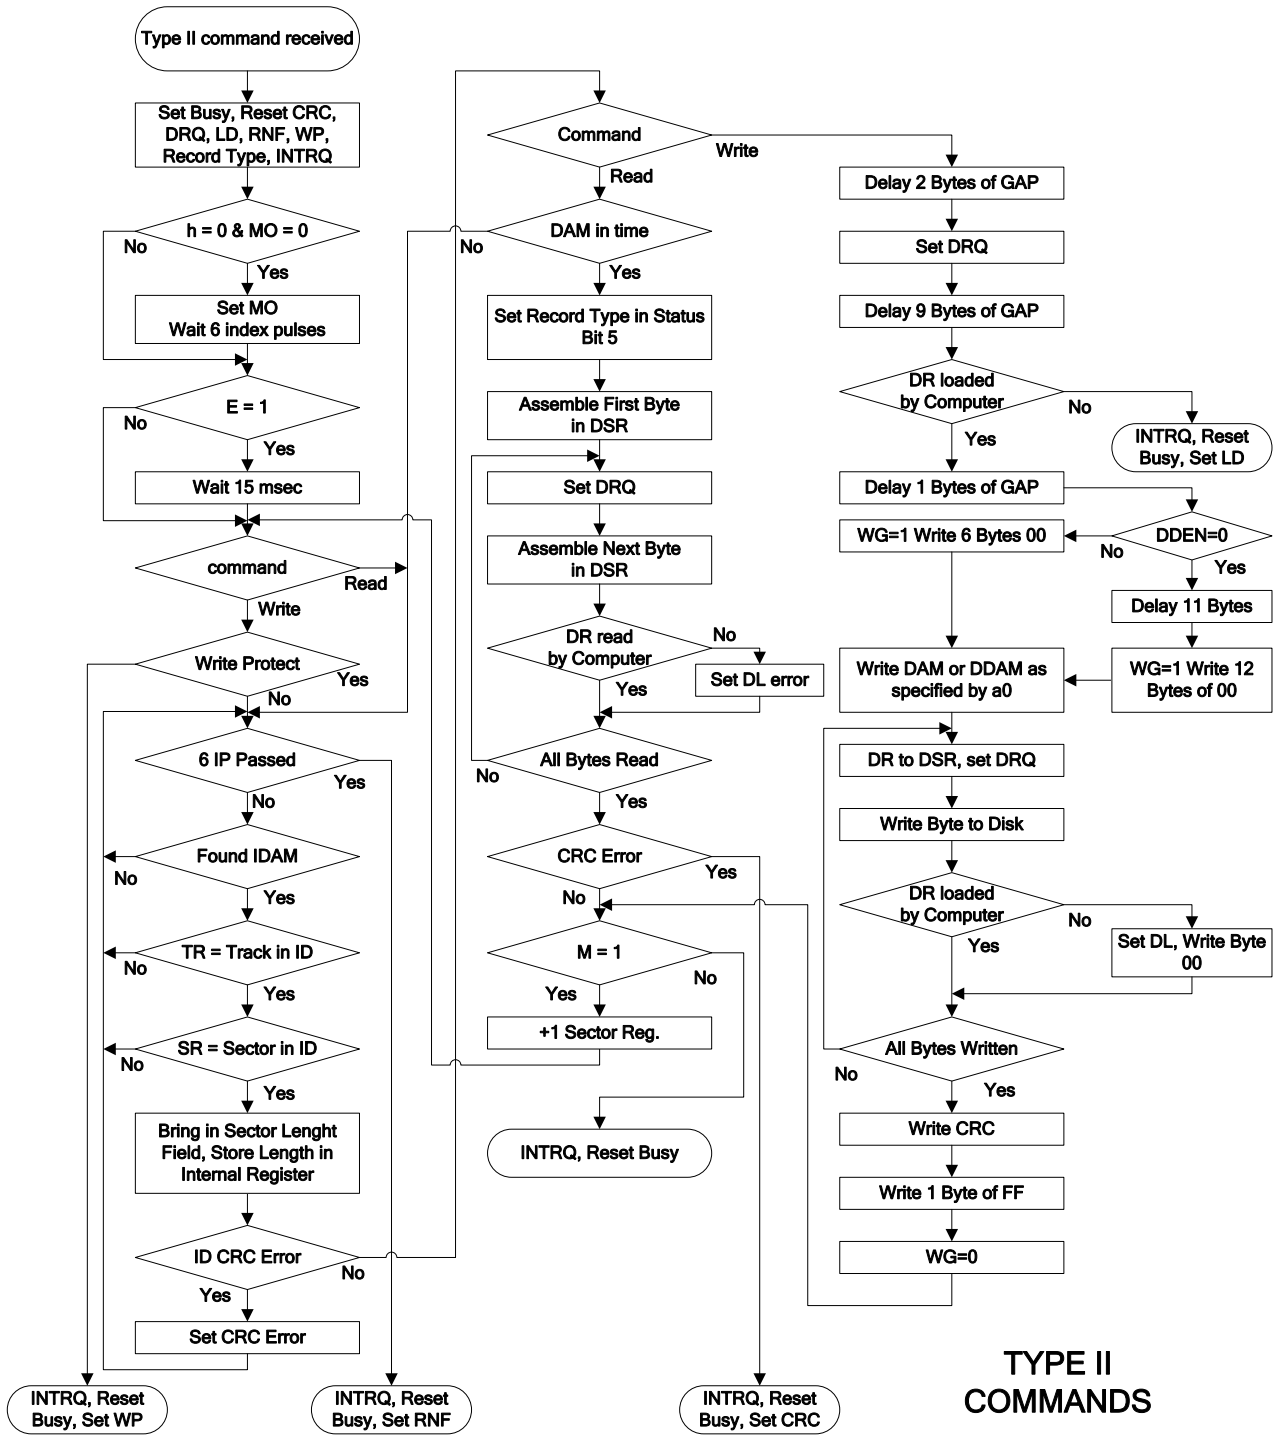 Type II command received
Set Busy, Reset CRC,
DRQ, LD, RNF, WP,
Record Type, INTRQ
h = 0 & MO = 0
No
Yes
Set MO
Wait 6 index pulses
E = 1
No
Yes
Wait 15 msec
command
Read
Write
Write Protect
Yes
No
6 IP Passed
Yes
No
Found IDAM
No
Yes
TR = Track in ID
No
Yes
SR = Sector in ID
No
Yes
Bring in Sector Lenght
Field, Store Length in
Internal Register
ID CRC Error
No
Yes
Set CRC Error
INTRQ, Reset
Busy, Set WP
INTRQ, Reset
Busy, Set RNF
Command
Write
Read
DAM in time
No
Yes
Set Record Type in Status
Bit 5
Assemble First Byte
in DSR
Set DRQ
Assemble Next Byte
in DSR
DR read
by Computer
No
Set DL error
Yes
All Bytes Read
No
Yes
CRC Error
Yes
No
M = 1
No
Yes
+1 Sector Reg.
INTRQ, Reset Busy
INTRQ, Reset
Busy, Set CRC
Delay 2 Bytes of GAP
Set DRQ
Delay 9 Bytes of GAP
DR loaded
by Computer
No
Yes
INTRQ, Reset
Busy, Set LD
Delay 1 Bytes of GAP
DDEN=0
No
Yes
WG=1 Write 6 Bytes 00
Delay 11 Bytes
WG=1 Write 12
Bytes of 00
Write DAM or DDAM as
specified by a0
DR to DSR, set DRQ
Write Byte to Disk
DR loaded
by Computer
No
Yes
Set DL, Write Byte
00
All Bytes Written
No
Yes
Write CRC
Write 1 Byte of FF
WG=0
TYPE II
COMMANDS